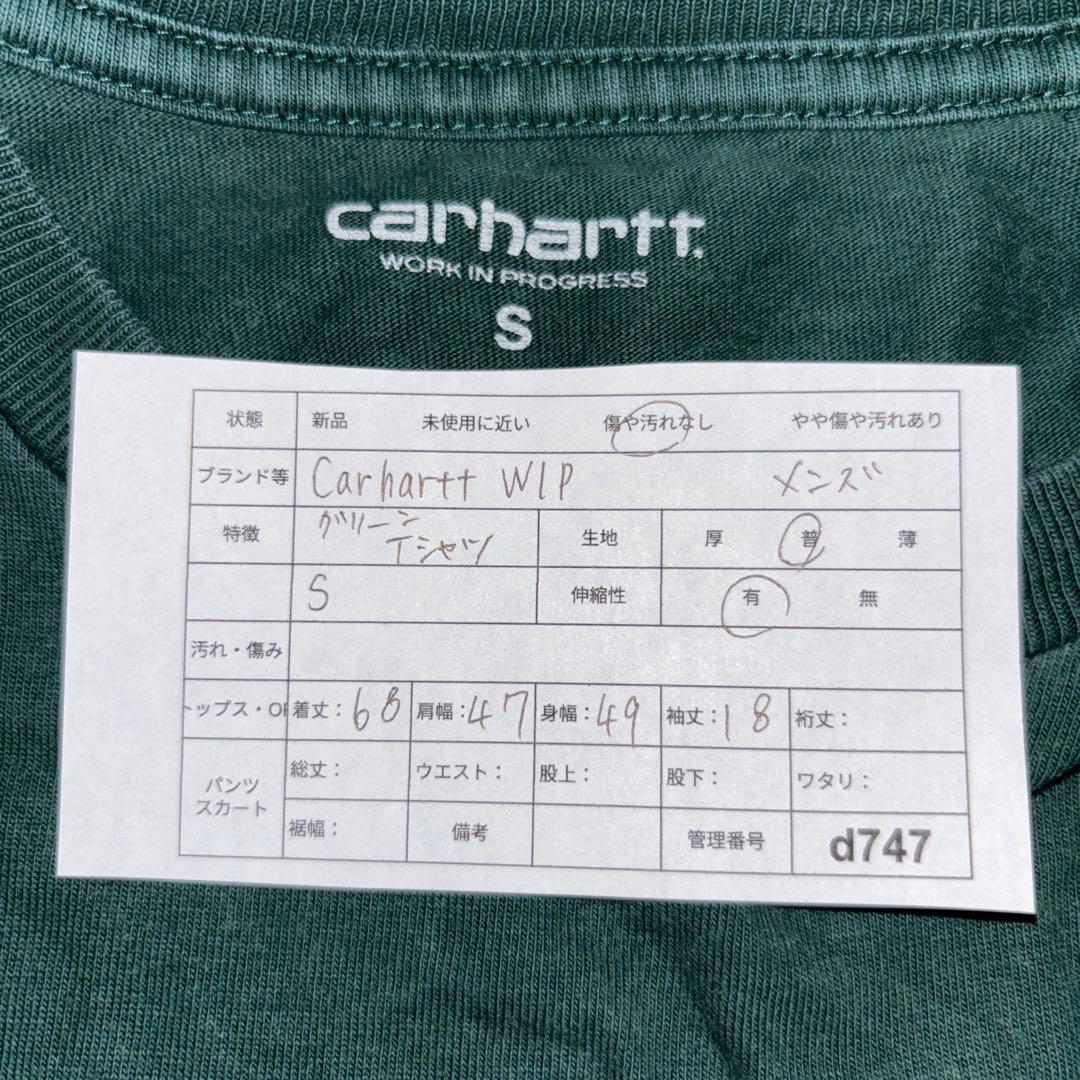 carhartt.
WORK IN PROGRESS
S
状態 新品 未使用に近い 傷や汚れなし やや傷や汚れあり
ブランド等 Carhartt WIP メンズ
特徴 グリーン Tシャツ 生地 厚 普 薄
S 伸縮性 有 無
汚れ・傷み
トップス・OP 着丈:68 肩幅:47 身幅:49 袖丈:18 裄丈:
パンツ スカート 総丈: ウエスト: 股上: 股下: ワタリ:
裾幅: 備考 管理番号 d747